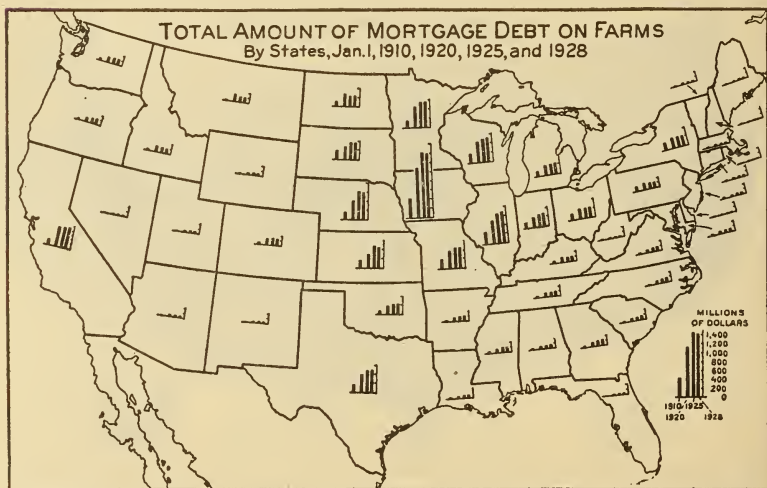 TOTAL AMOUNT OF MORTGAGE DEBT ON FARMS
By States, Jan. 1, 1910, 1920, 1925, and 1928
MILLIONS
OF DOLLARS
1,400
1,200
1,000
800
600
400
200
0
1910 1925
1920 1928